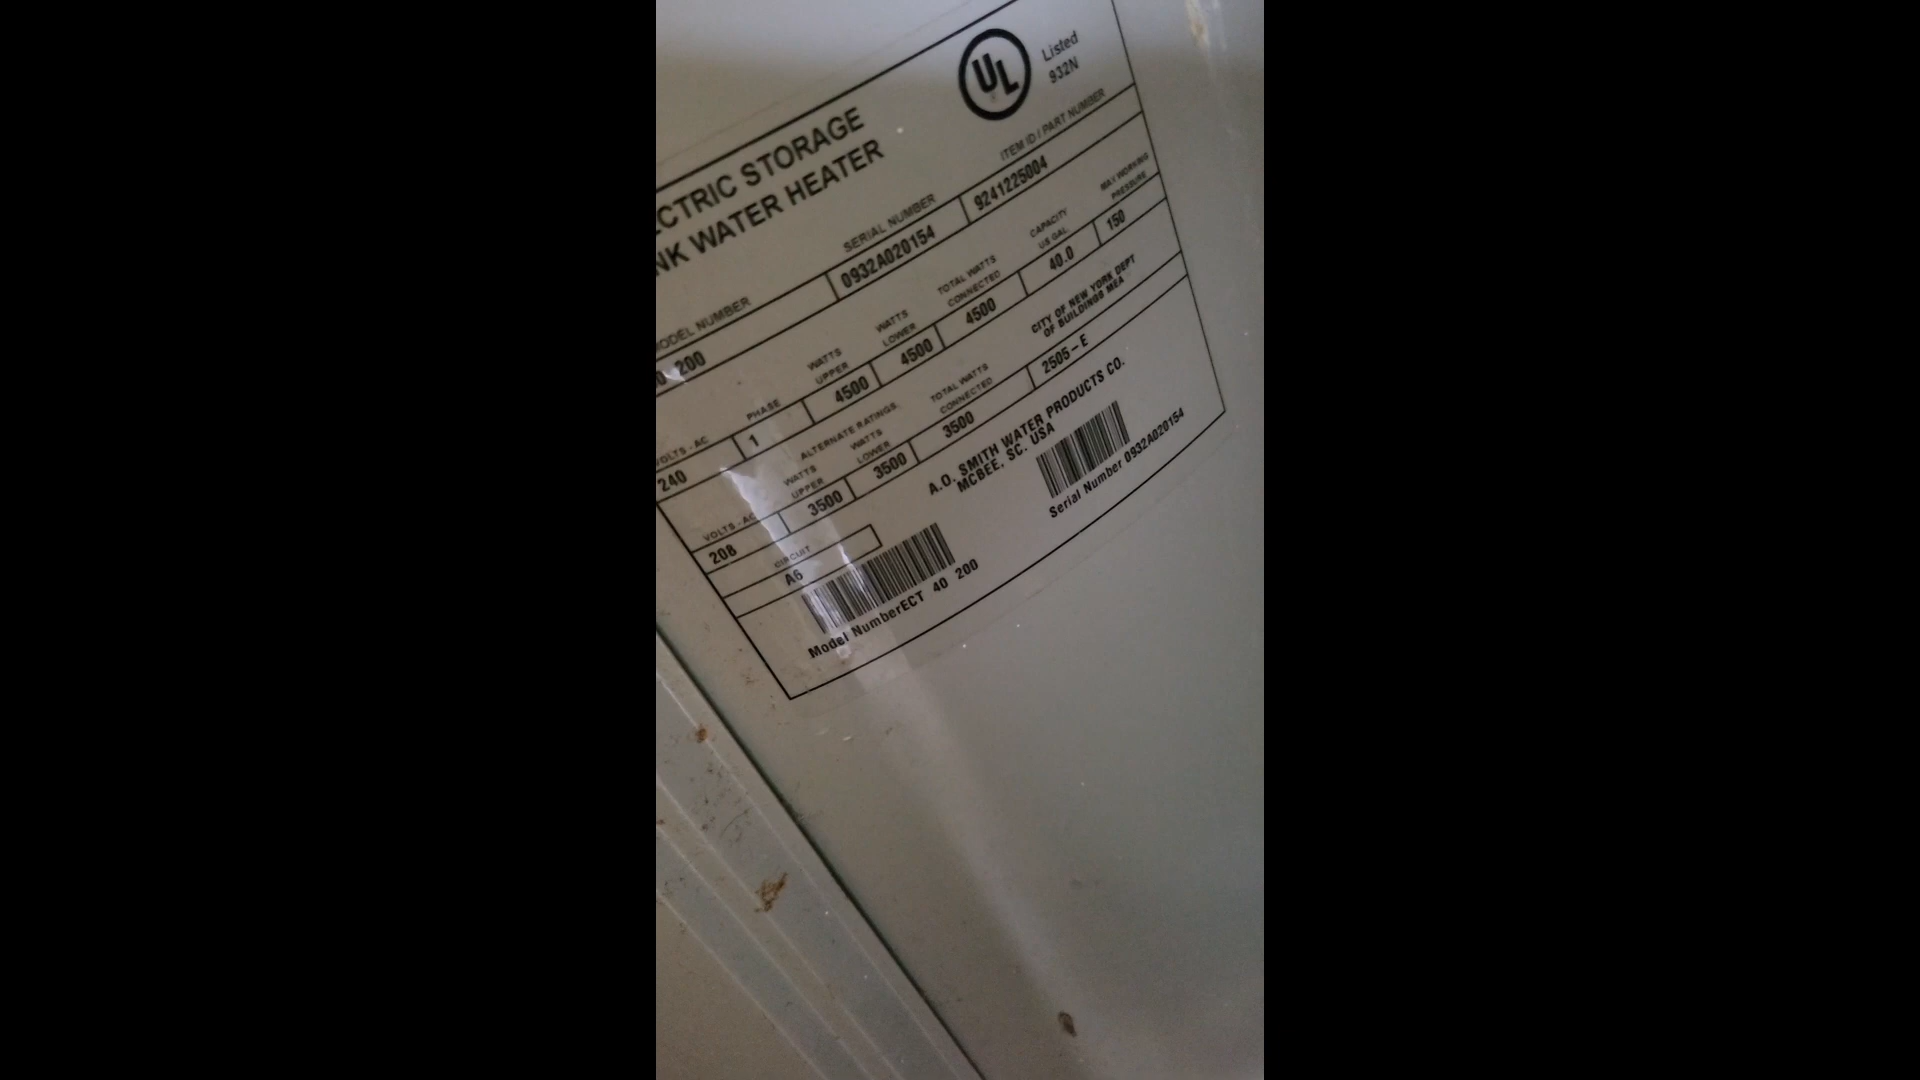 UL Listed
932N
CTRIC STORAGE
NK WATER HEATER
MODEL NUMBER SERIAL NUMBER ITEM ID / PART NUMBER
200 0932A020154 9241225004
VOLTS - AC PHASE WATTS UPPER WATTS LOWER TOTAL WATTS CONNECTED CAPACITY US GAL. MAX WORKING PRESSURE
240 1 4500 4500 4500 40.0 150
ALTERNATE RATINGS
VOLTS - AC WATTS UPPER WATTS LOWER TOTAL WATTS CONNECTED CITY OF NEW YORK DEPT OF BUILDINGS MEA
208 3500 3500 3500 2505 - E
CIRCUIT
A6
A.O. SMITH WATER PRODUCTS CO.
MCBEE, SC. USA
Model NumberECT 40 200
Serial Number 0932A020154